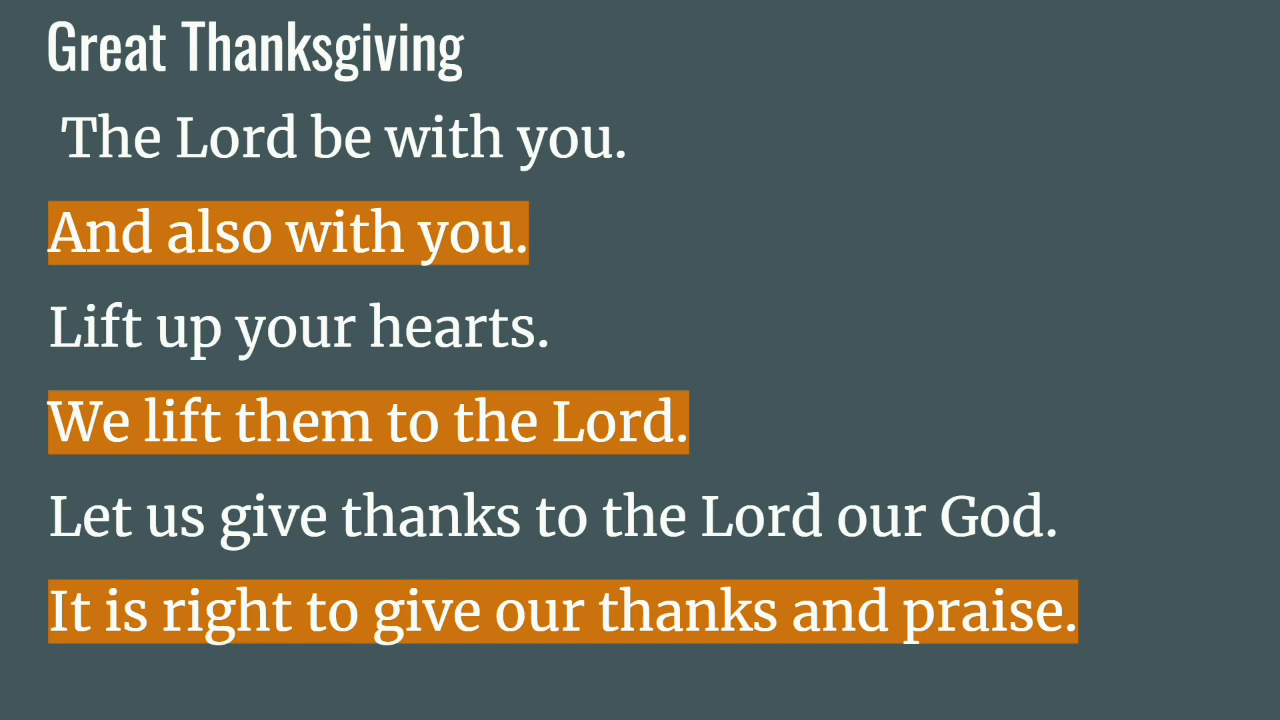 Great Thanksgiving
The Lord be with you.
And also with you.
Lift up your hearts.
We lift them to the Lord.
Let us give thanks to the Lord our God.
It is right to give our thanks and praise.